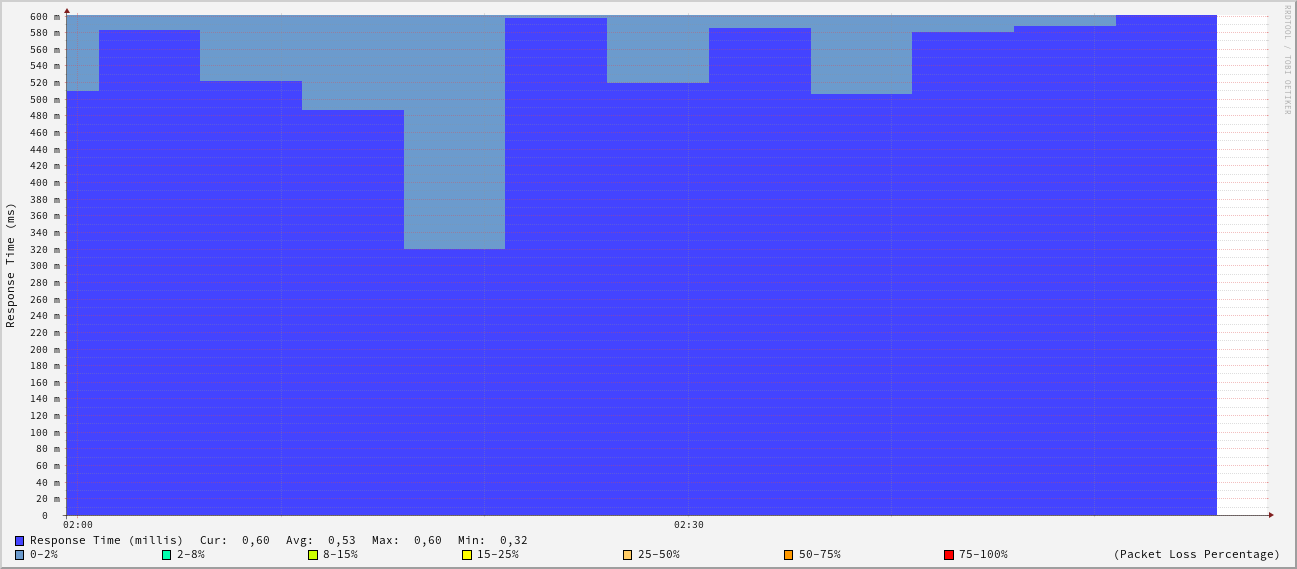 600 m
580 m
560 m
540 m
520 m
500 m
480 m
460 m
440 m
420 m
400 m
380 m
360 m
340 m
320 m
300 m
280 m
260 m
240 m
220 m
200 m
180 m
160 m
140 m
120 m
100 m
80 m
60 m
40 m
20 m
0
Response Time (ms)
RRDTOOL / TOBI OETIKER
02:00 02:30
Response Time (millis) Cur: 0,60 Avg: 0,53 Max: 0,60 Min: 0,32
0-2% 2-8% 8-15% 15-25% 25-50% 50-75% 75-100% (Packet Loss Percentage)